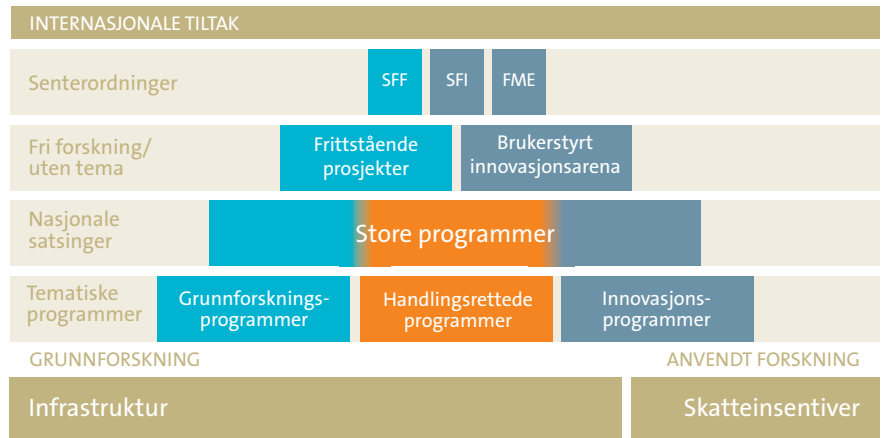 INTERNASJONALE TILTAK
Senterordninger
SFF
SFI
FME
Fri forskning/
uten tema
Frittstående
prosjekter
Brukerstyrt
innovasjonsarena
Nasjonale
satsinger
Store programmer
Tematiske
programmer
Grunnforsknings-
programmer
Handlingsrettede
programmer
Innovasjons-
programmer
GRUNNFORSKNING
ANVENDT FORSKNING
Infrastruktur
Skatteinsentiver